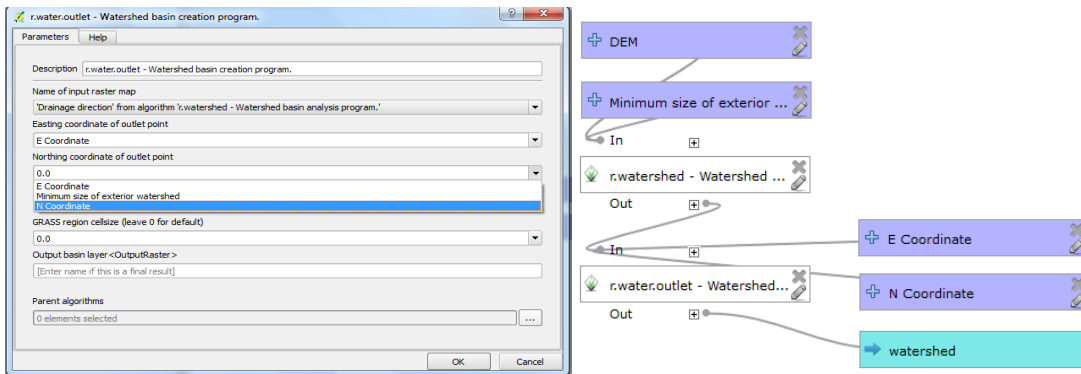 r.water.outlet - Watershed basin creation program.
Parameters Help
Description r.water.outlet - Watershed basin creation program.
Name of input raster map
'Drainage direction' from algorithm 'r.watershed - Watershed basin analysis program.'
Easting coordinate of outlet point
E Coordinate
Northing coordinate of outlet point
0.0
E Coordinate
Minimum size of exterior watershed
N Coordinate
GRASS region cellsize (leave 0 for default)
0.0
Output basin layer<OutputRaster>
[Enter name if this is a final result]
Parent algorithms
0 elements selected ...
OK Cancel
DEM
Minimum size of exterior ...
In
r.watershed - Watershed ...
Out
In
r.water.outlet - Watershed...
Out
E Coordinate
N Coordinate
watershed